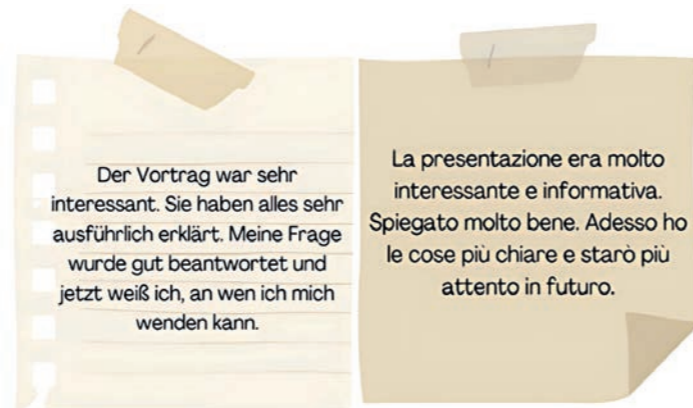 Der Vortrag war sehr
interessant. Sie haben alles sehr
ausführlich erklärt. Meine Frage
wurde gut beantwortet und
jetzt weiß ich, an wen ich mich
wenden kann.
La presentazione era molto
interessante e informativa.
Spiegato molto bene. Adesso ho
le cose più chiare e starò più
attento in futuro.